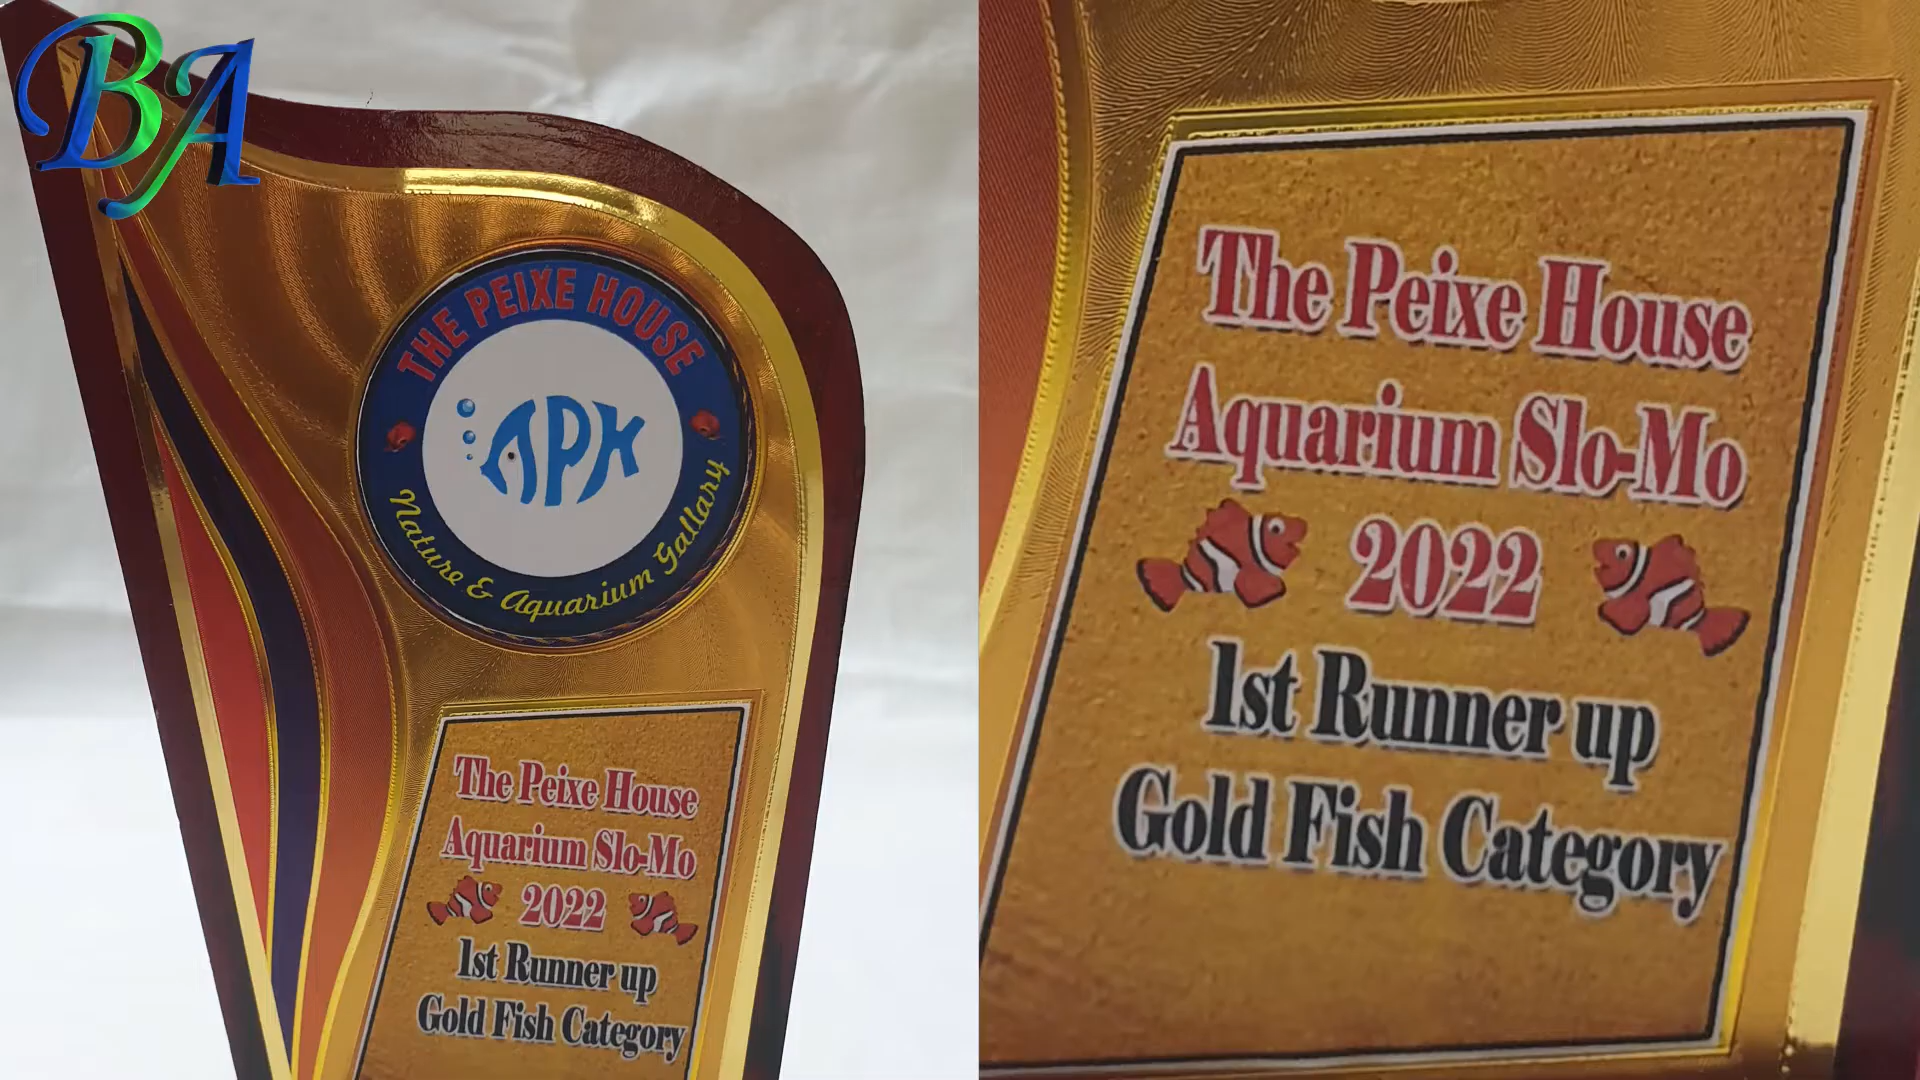 BA
THE PEIXE HOUSE
APH
Nature & Aquarium Gallary
The Peixe House
Aquarium Slo-Mo
2022
1st Runner up
Gold Fish Category
The Peixe House
Aquarium Slo-Mo
2022
1st Runner up
Gold Fish Category